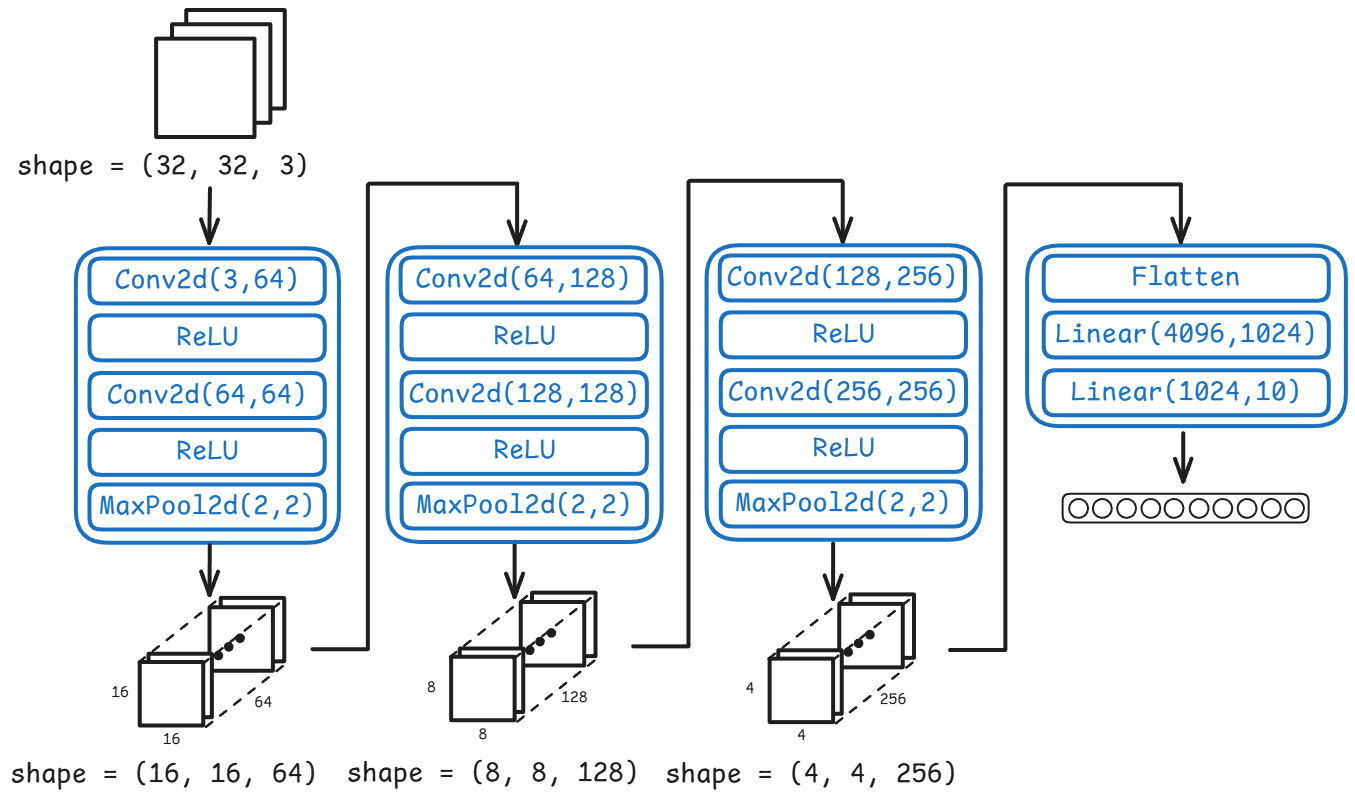 shape = (32, 32, 3)
Conv2d(3,64)
ReLU
Conv2d(64,64)
ReLU
MaxPool2d(2,2)
16
64
16
shape = (16, 16, 64)
Conv2d(64,128)
ReLU
Conv2d(128,128)
ReLU
MaxPool2d(2,2)
8
128
8
shape = (8, 8, 128)
Conv2d(128,256)
ReLU
Conv2d(256,256)
ReLU
MaxPool2d(2,2)
4
256
4
shape = (4, 4, 256)
Flatten
Linear(4096,1024)
Linear(1024,10)